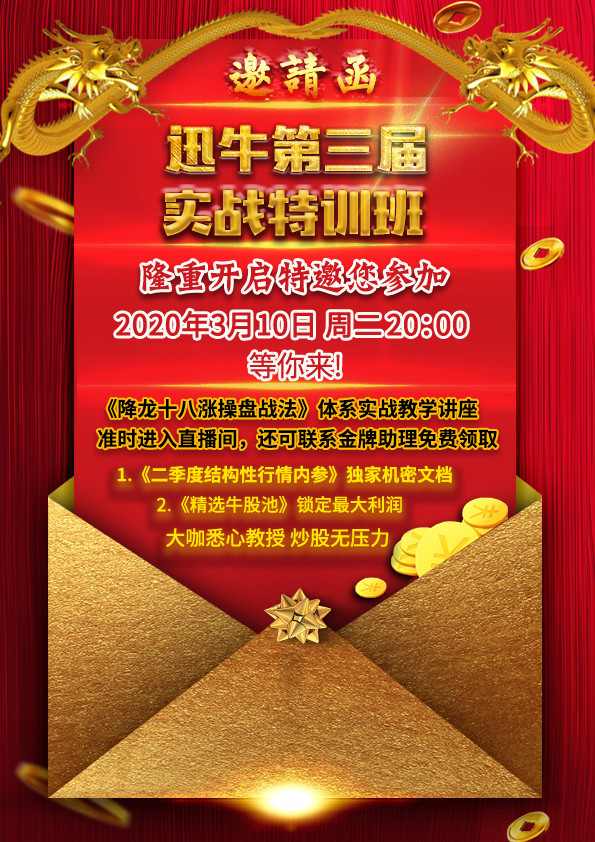 邀請函
迅牛第三届
实战特训班
隆重开启特邀您参加
2020年3月10日 周二20:00
等你来!
《降龙十八涨操盘战法》体系实战教学讲座
准时进入直播间，还可联系金牌助理免费领取
1.《二季度结构性行情内参》独家机密文档
2.《精选牛股池》锁定最大利润
大咖悉心教授 炒股无压力